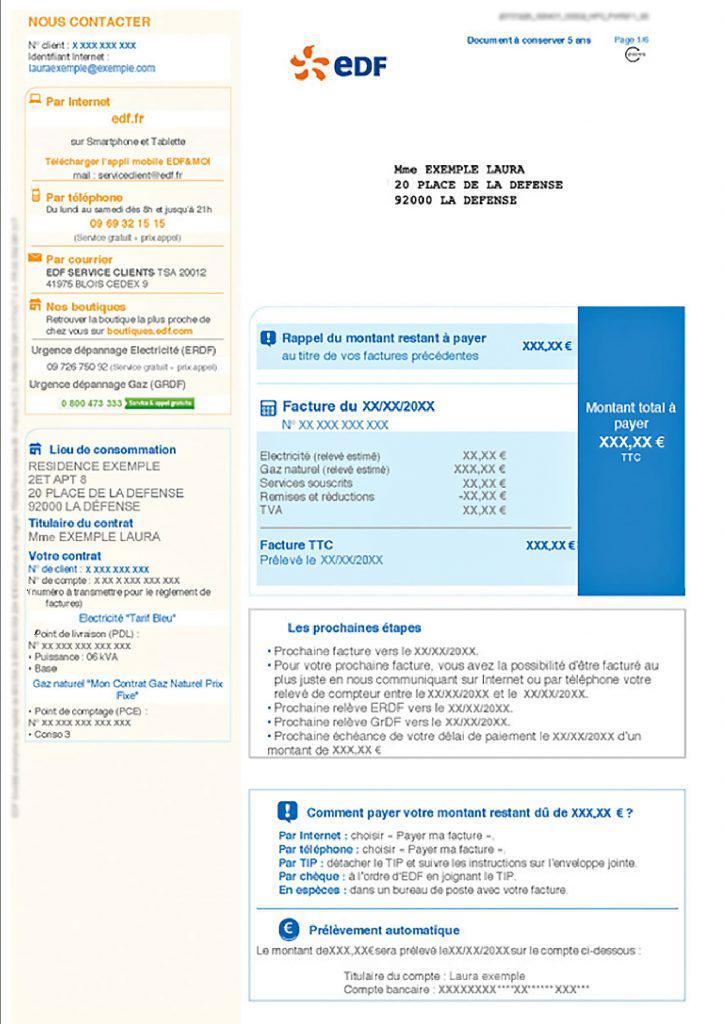 NOUS CONTACTER
N° client : X XXX XXX XXX
Identifiant Internet :
lauraexemple@exemple.com
Par Internet
edf.fr
sur Smartphone et Tablette
Télécharger l'appli mobile EDF&MOI
mail : serviceclient@edf.fr
Par téléphone
Du lundi au samedi dès 8h et jusqu'à 21h
09 69 32 15 15
(Service gratuit + prix appel)
Par courrier
EDF SERVICE CLIENTS TSA 20012
41975 BLOIS CEDEX 9
Nos boutiques
Retrouver la boutique la plus proche de
chez vous sur boutiques.edf.com
Urgence dépannage Electricité (ERDF)
09 726 750 92 (Service gratuit + prix appel)
Urgence dépannage Gaz (GRDF)
0 800 473 333 Service & appel gratuits
Lieu de consommation
RESIDENCE EXEMPLE
2ET APT 8
20 PLACE DE LA DEFENSE
92000 LA DÉFENSE
Titulaire du contrat
Mme EXEMPLE LAURA
Votre contrat
N° de client : X XXX XXX XXX
N° de compte : X XX X XXX XXX XXX
(numéro à transmettre pour le règlement de
factures)
Electricité "Tarif Bleu"
Point de livraison (PDL) :
N° XX XXX XXX XXX XXX
• Puissance : 06 kVA
• Base
Gaz naturel "Mon Contrat Gaz Naturel Prix
Fixe"
• Point de comptage (PCE) :
N° XX XXX XXX XXX XXX
• Conso 3
Document à conserver 5 ans
Page 1/6
edf
Mme EXEMPLE LAURA
20 PLACE DE LA DEFENSE
92000 LA DEFENSE
Rappel du montant restant à payer
au titre de vos factures précédentes
XXX,XX €
Facture du XX/XX/20XX
N° XX XXX XXX XXX
Electricité (relevé estimé) XX,XX €
Gaz naturel (relevé estimé) XXX,XX €
Services souscrits XX,XX €
Remises et réductions -XX,XX €
TVA XX,XX €
Facture TTC XXX,XX €
Prélevé le XX/XX/20XX
Montant total à
payer
XXX,XX €
TTC
Les prochaines étapes
• Prochaine facture vers le XX/XX/20XX.
• Pour votre prochaine facture, vous avez la possibilité d'être facturé au
plus juste en nous communiquant sur Internet ou par téléphone votre
relevé de compteur entre le XX/XX/20XX et le XX/XX/20XX.
• Prochaine relève ERDF vers le XX/XX/20XX.
• Prochaine relève GrDF vers le XX/XX/20XX.
• Prochaine échéance de votre délai de paiement le XX/XX/20XX d'un
montant de XXX,XX €
Comment payer votre montant restant dû de XXX,XX € ?
Par Internet : choisir « Payer ma facture ».
Par téléphone : choisir « Payer ma facture ».
Par TIP : détacher le TIP et suivre les instructions sur l'enveloppe jointe.
Par chèque : à l'ordre d'EDF en joignant le TIP.
En espèces : dans un bureau de poste avec votre facture.
Prélèvement automatique
Le montant de XXX,XX€ sera prélevé le XX/XX/20XX sur le compte ci-dessous :
Titulaire du compte : Laura exemple
Compte bancaire : XXXXXXXX****XX******XXX***